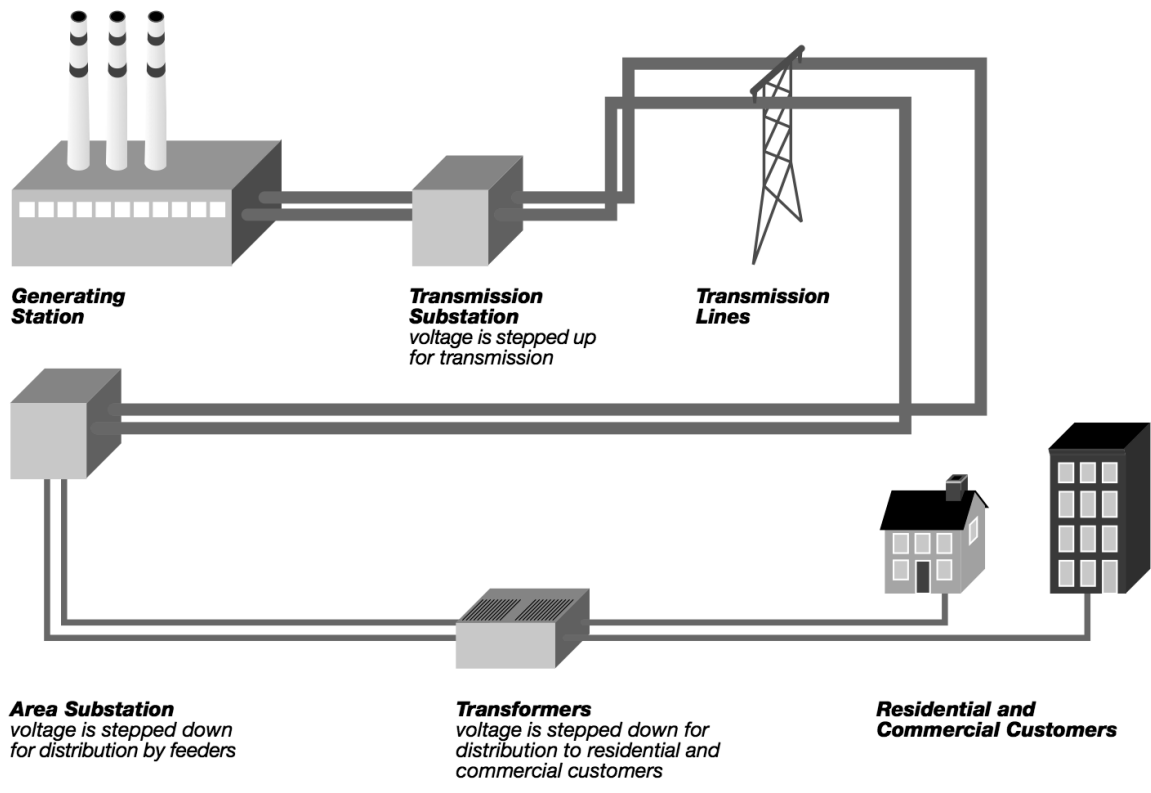 Generating
Station
Transmission
Substation
voltage is stepped up
for transmission
Transmission
Lines
Area Substation
voltage is stepped down
for distribution by feeders
Transformers
voltage is stepped down for
distribution to residential and
commercial customers
Residential and
Commercial Customers